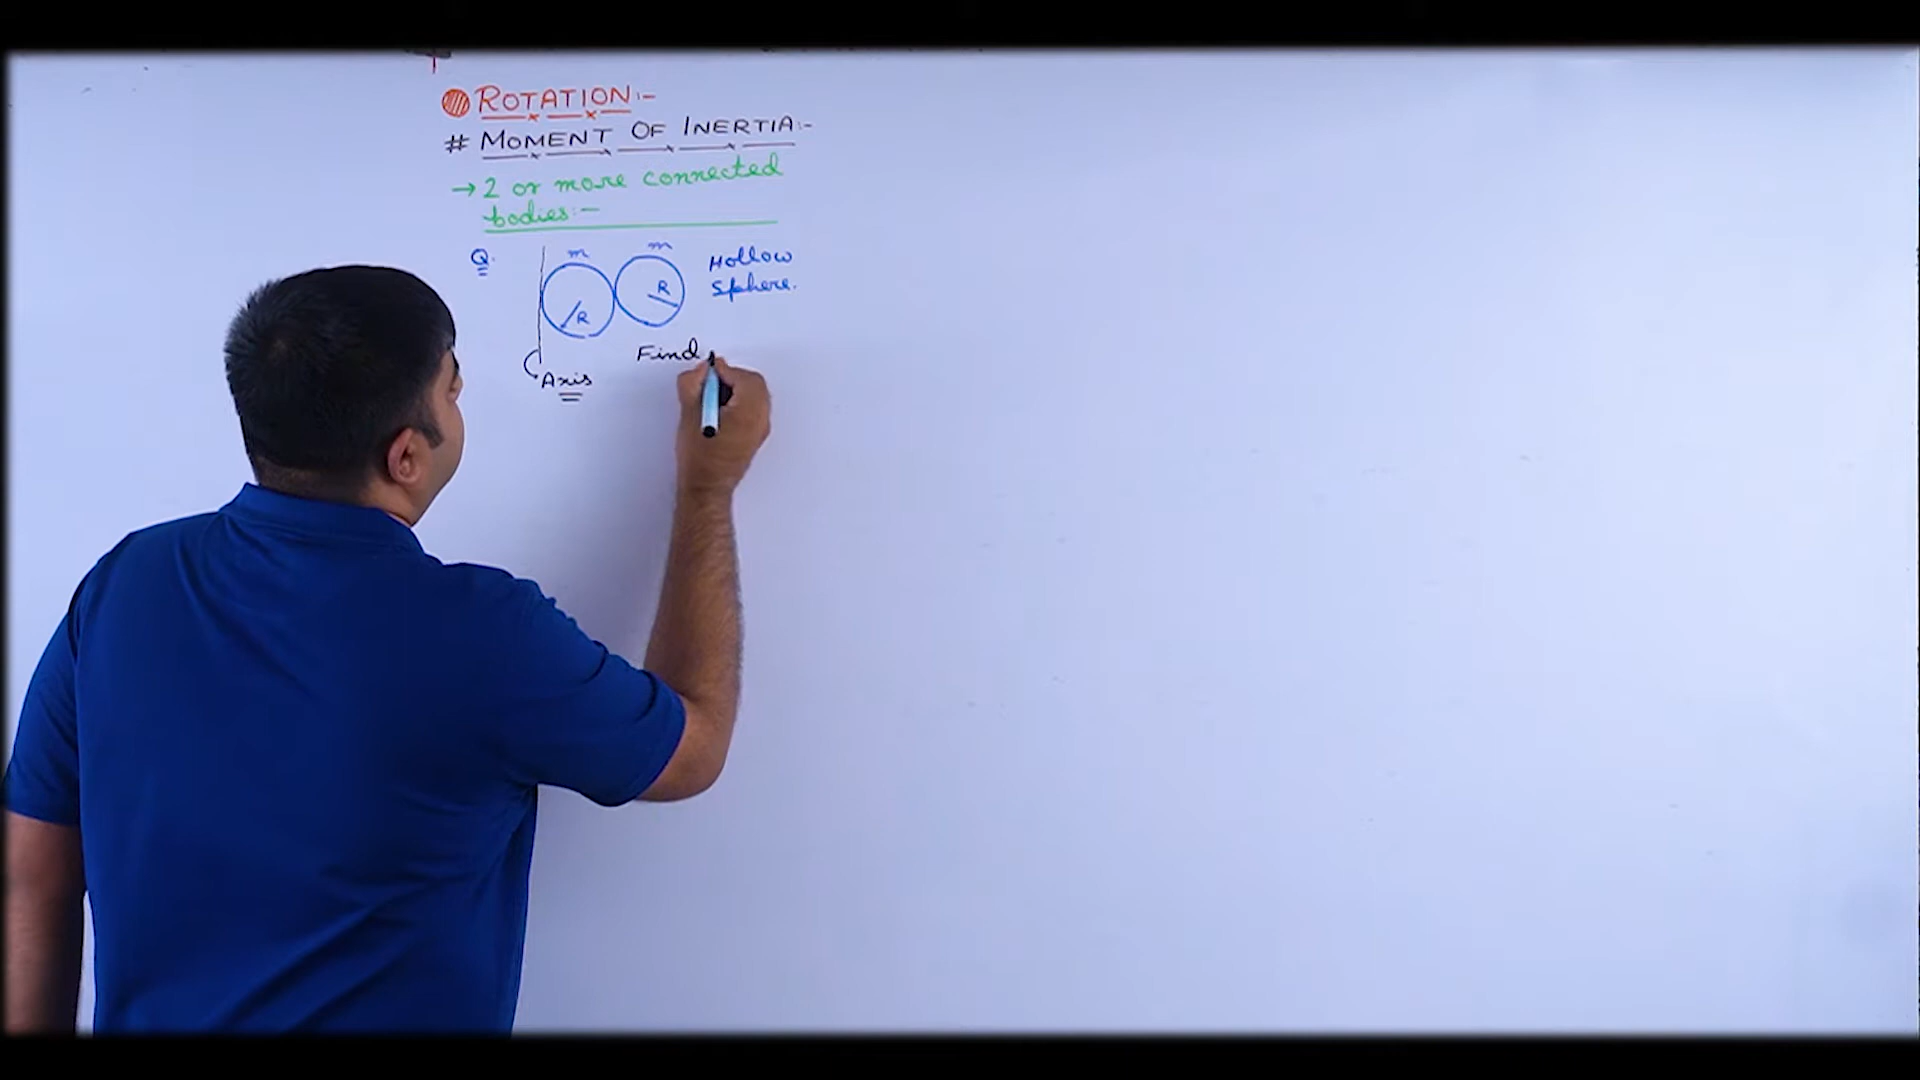 ROTATION:-
# MOMENT OF INERTIA:-
→ 2 or more connected
bodies:-
Q.
m
m
Hollow
Sphere.
R
R
Find
Axis